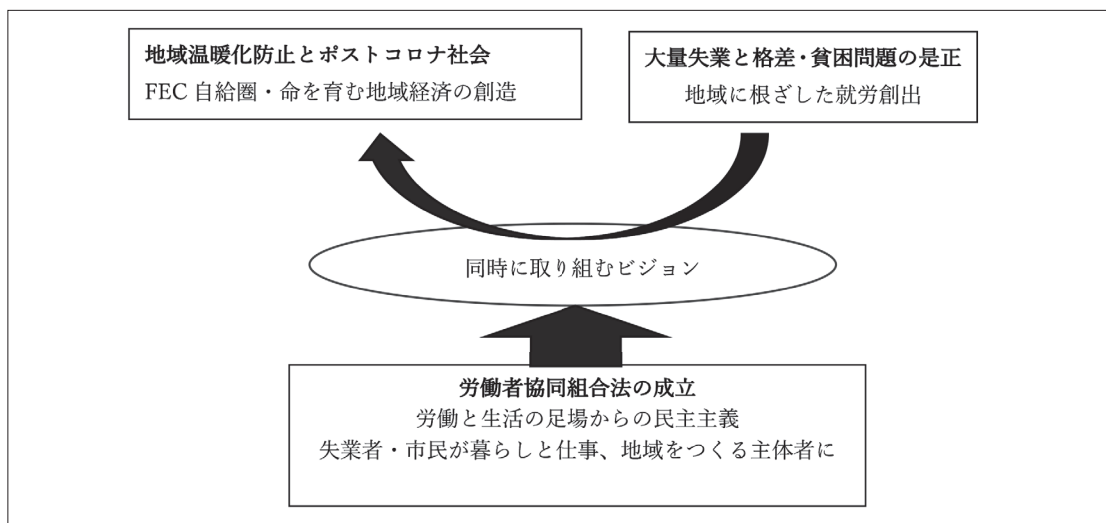 地域温暖化防止とポストコロナ社会
FEC 自給圏・命を育む地域経済の創造
大量失業と格差・貧困問題の是正
地域に根ざした就労創出
同時に取り組むビジョン
労働者協同組合法の成立
労働と生活の足場からの民主主義
失業者・市民が暮らしと仕事、地域をつくる主体者に